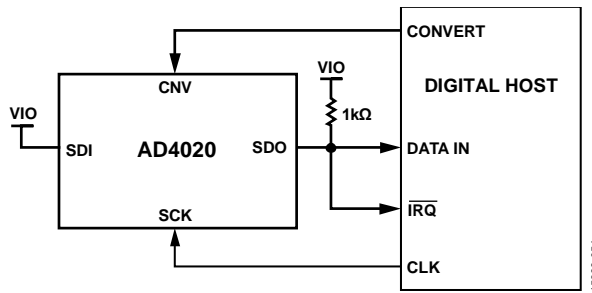 CONVERT
VIO
DIGITAL HOST
CNV
VIO
1kΩ
SDI
AD4020
SDO
DATA IN
SCK
IRQ
CLK